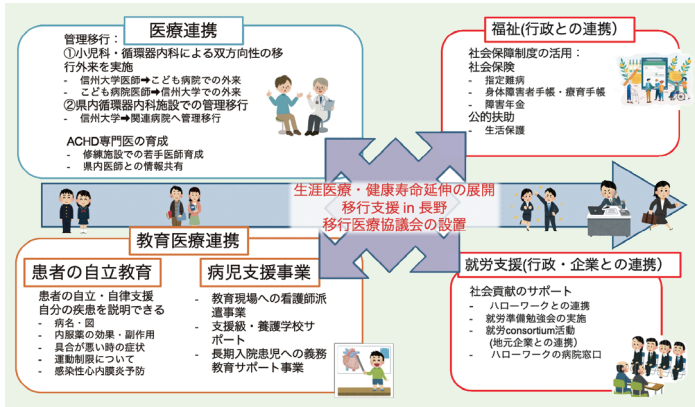 医療連携
管理移行：
①小児科・循環器内科による双方向性の移
行外来を実施
- 信州大学医師➡こども病院での外来
- こども病院医師➡信州大学での外来
②県内循環器内科施設での管理移行
- 信州大学➡関連病院へ管理移行
ACHD専門医の育成
- 修練施設での若手医師育成
- 県内医師との情報共有
福祉(行政との連携）
社会保障制度の活用：
社会保険
- 指定難病
- 身体障害者手帳・療育手帳
- 障害年金
公的扶助
- 生活保護
生涯医療・健康寿命延伸の展開
移行支援 in 長野
移行医療協議会の設置
教育医療連携
患者の自立教育
患者の自立・自律支援
自分の疾患を説明できる
- 病名・図
- 内服薬の効果・副作用
- 具合が悪い時の症状
- 運動制限について
- 感染性心内膜炎予防
病児支援事業
- 教育現場への看護師派
遣事業
- 支援級・養護学校サ
ポート
- 長期入院患児への義務
教育サポート事業
就労支援(行政・企業との連携）
社会貢献のサポート
- ハローワークとの連携
- 就労準備勉強会の実施
- 就労consortium活動
(地元企業との連携）
- ハローワークの病院窓口